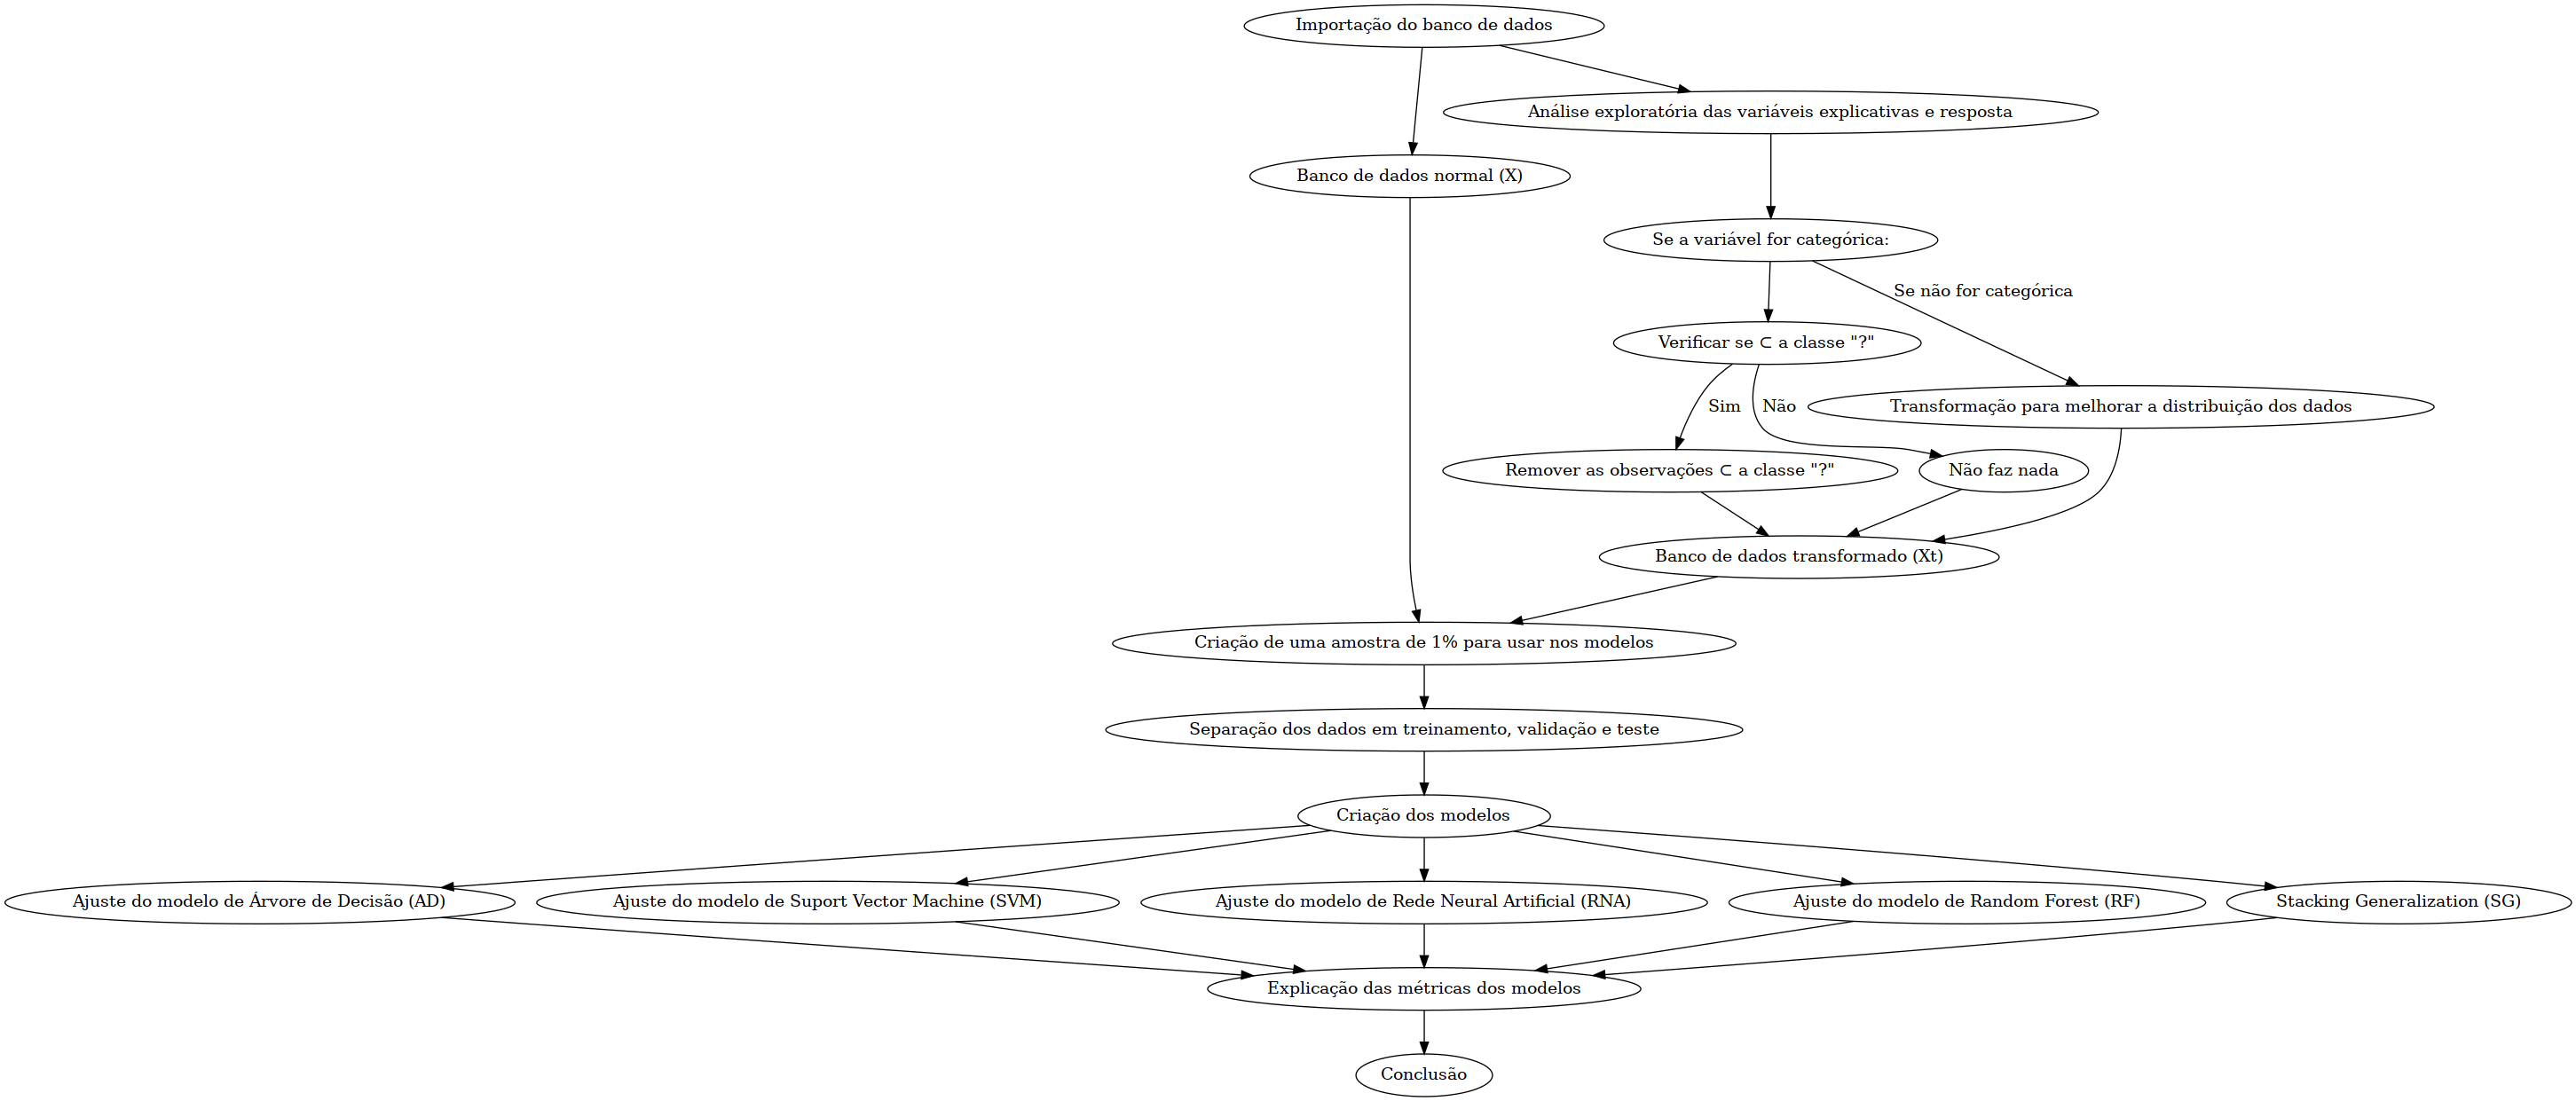 Importação do banco de dados
Análise exploratória das variáveis explicativas e resposta
Banco de dados normal (X)
Se a variável for categórica:
Se não for categórica
Verificar se ⊂ a classe "?"
Sim
Não
Transformação para melhorar a distribuição dos dados
Remover as observações ⊂ a classe "?"
Não faz nada
Banco de dados transformado (Xt)
Criação de uma amostra de 1% para usar nos modelos
Separação dos dados em treinamento, validação e teste
Criação dos modelos
Ajuste do modelo de Árvore de Decisão (AD)
Ajuste do modelo de Suport Vector Machine (SVM)
Ajuste do modelo de Rede Neural Artificial (RNA)
Ajuste do modelo de Random Forest (RF)
Stacking Generalization (SG)
Explicação das métricas dos modelos
Conclusão